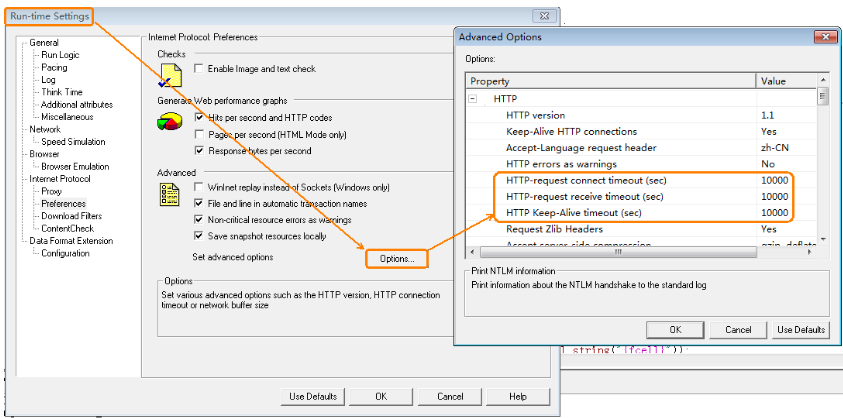 Run-time Settings
General
Run Logic
Pacing
Log
Think Time
Additional attributes
Miscellaneous
Network
Speed Simulation
Browser
Browser Emulation
Internet Protocol
Proxy
Preferences
Download Filters
ContentCheck
Data Format Extension
Configuration
Internet Protocol: Preferences
Checks
Enable Image and text check
Generate Web performance graphs
Hits per second and HTTP codes
Pages per second (HTML Mode only)
Response bytes per second
Advanced
WinInet replay instead of Sockets (Windows only)
File and line in automatic transaction names
Non-critical resource errors as warnings
Save snapshot resources locally
Set advanced options
Options...
Options
Set various advanced options such as the HTTP version, HTTP connection
timeout or network buffer size
Use Defaults
OK
Cancel
Help
Advanced Options
Options:
Property Value
HTTP
HTTP version 1.1
Keep-Alive HTTP connections Yes
Accept-Language request header zh-CN
HTTP errors as warnings No
HTTP-request connect timeout (sec) 10000
HTTP-request receive timeout (sec) 10000
HTTP Keep-Alive timeout (sec) 10000
Request Zlib Headers Yes
Accept server-side compression gzip, deflate
Print NTLM information
Print information about the NTLM handshake to the standard log
OK
Cancel
Use Defaults
string("{fcell}"));